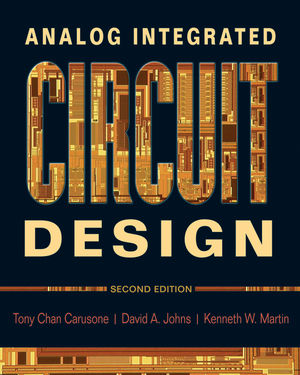 ANALOG INTEGRATED
CIRCUIT
DESIGN
SECOND EDITION
Tony Chan Carusone | David A. Johns | Kenneth W. Martin